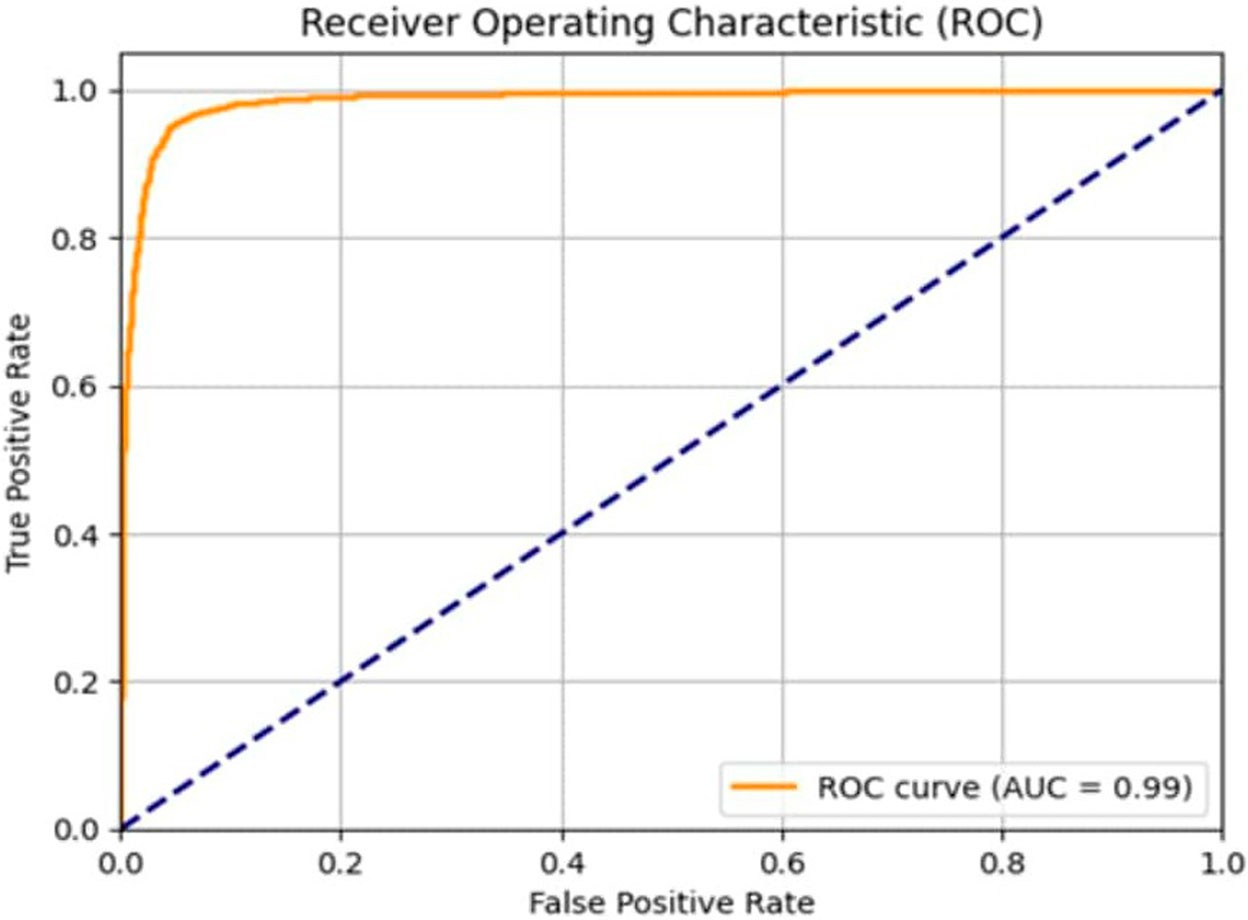 Receiver Operating Characteristic (ROC)
1.0
0.8
0.6
0.4
0.2
0.0
True Positive Rate
ROC curve (AUC = 0.99)
0.0 0.2 0.4 0.6 0.8 1.0
False Positive Rate